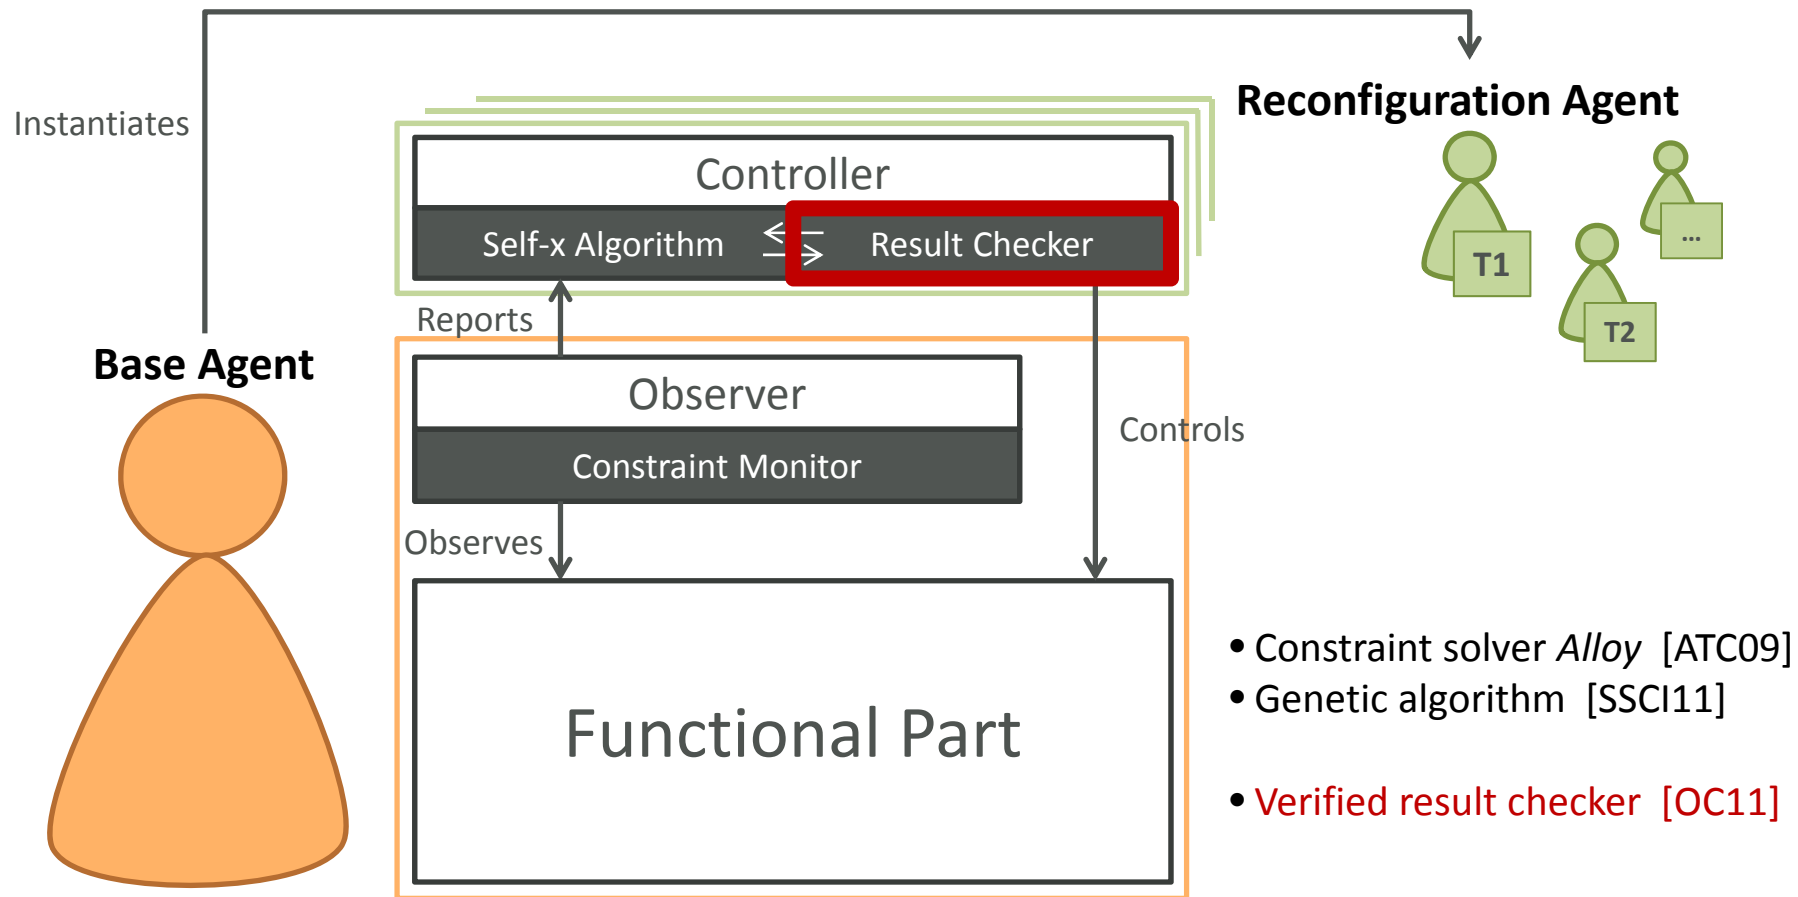 Instantiates
Reconfiguration Agent
Controller
Self-x Algorithm
Result Checker
T1
T2
...
Reports
Base Agent
Observer
Constraint Monitor
Controls
Observes
Functional Part
• Constraint solver Alloy [ATC09]
• Genetic algorithm [SSCI11]
• Verified result checker [OC11]